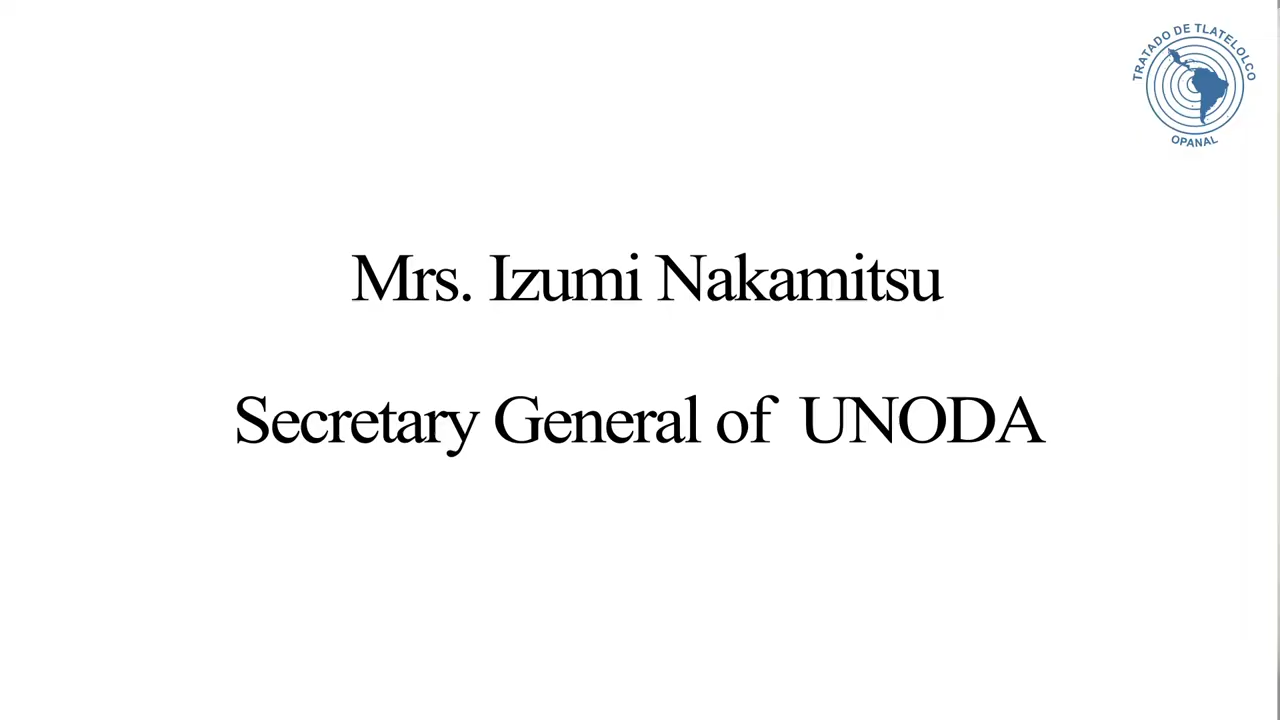 TRATADO DE TLATELOLCO
OPANAL
Mrs. Izumi Nakamitsu
Secretary General of UNODA